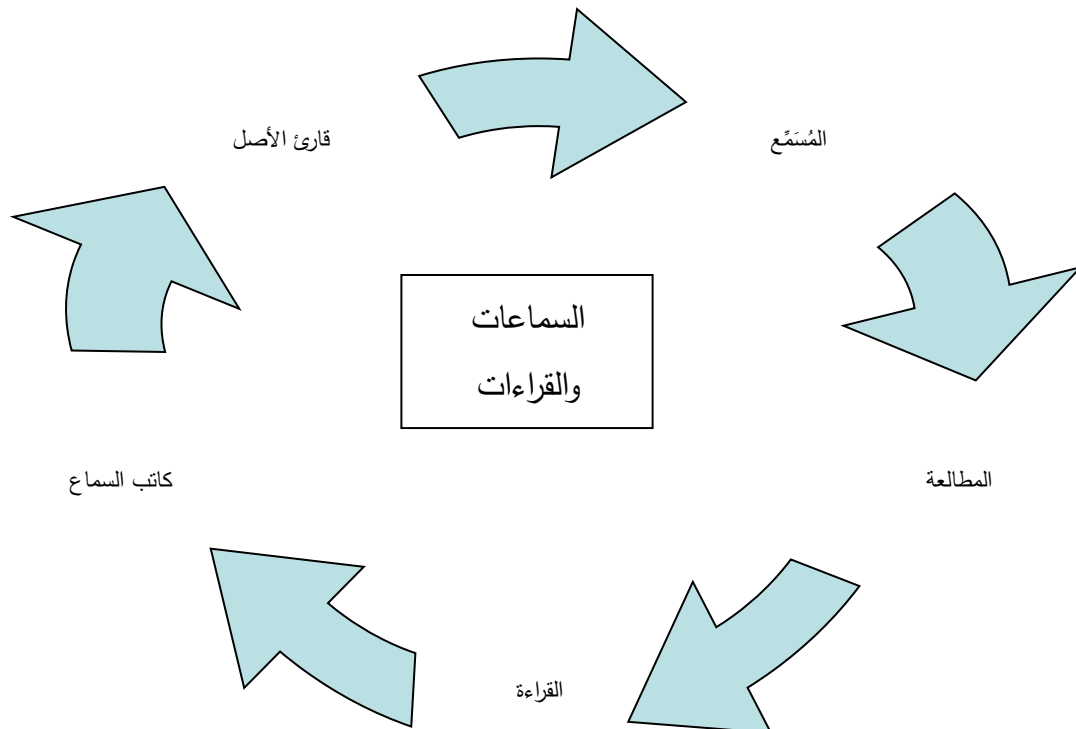 المُسَمِّع
قارئ الأصل
السماعات
والقراءات
المطالعة
كاتب السماع
القراءة